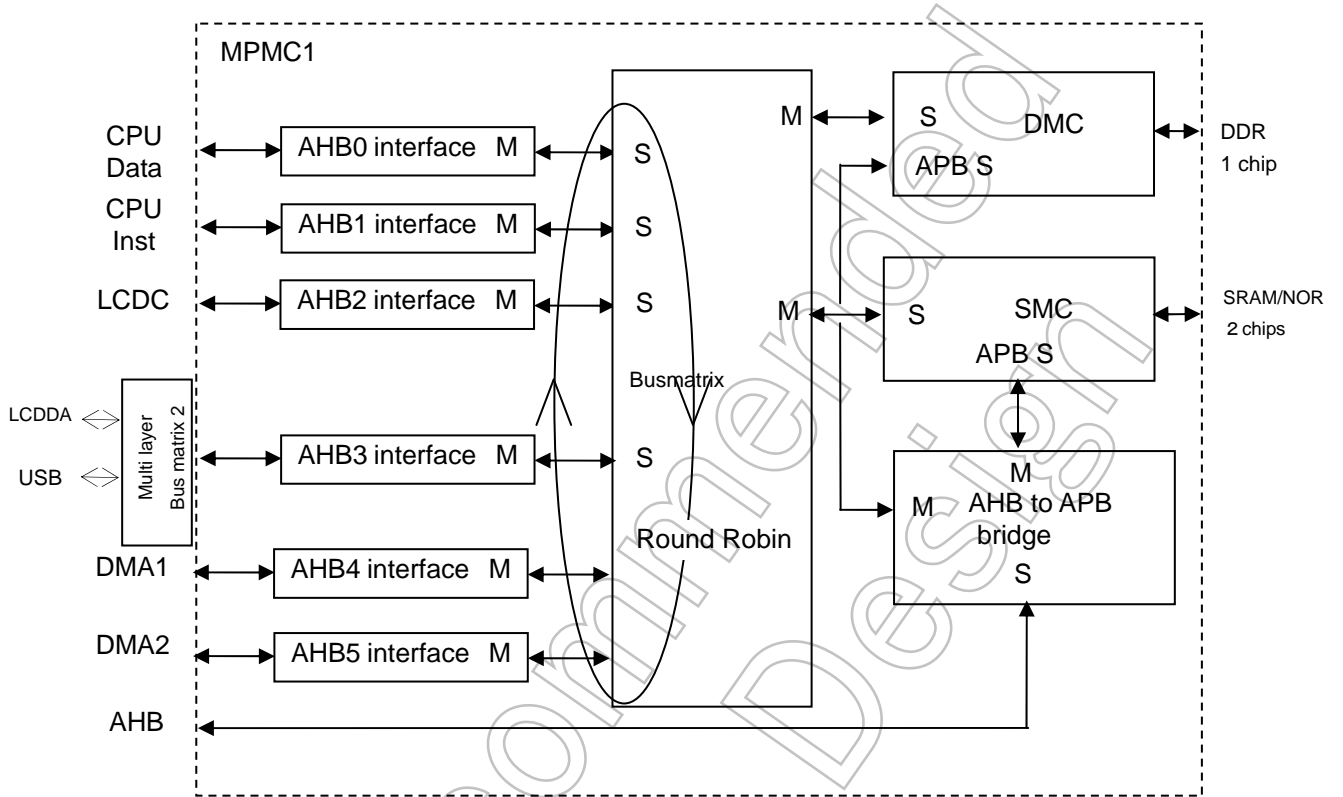 MPMC1
CPU
Data
AHB0 interface M
S
CPU
Inst
AHB1 interface M
S
LCDC
AHB2 interface M
S
LCDDA
USB
Multi layer
Bus matrix 2
AHB3 interface M
S
DMA1
AHB4 interface M
DMA2
AHB5 interface M
AHB
Busmatrix
Round Robin
M
M
S
DMC
APB S
DDR
1 chip
S
SMC
APB S
SRAM/NOR
2 chips
M
M
AHB to APB
bridge
S
ommended
Design